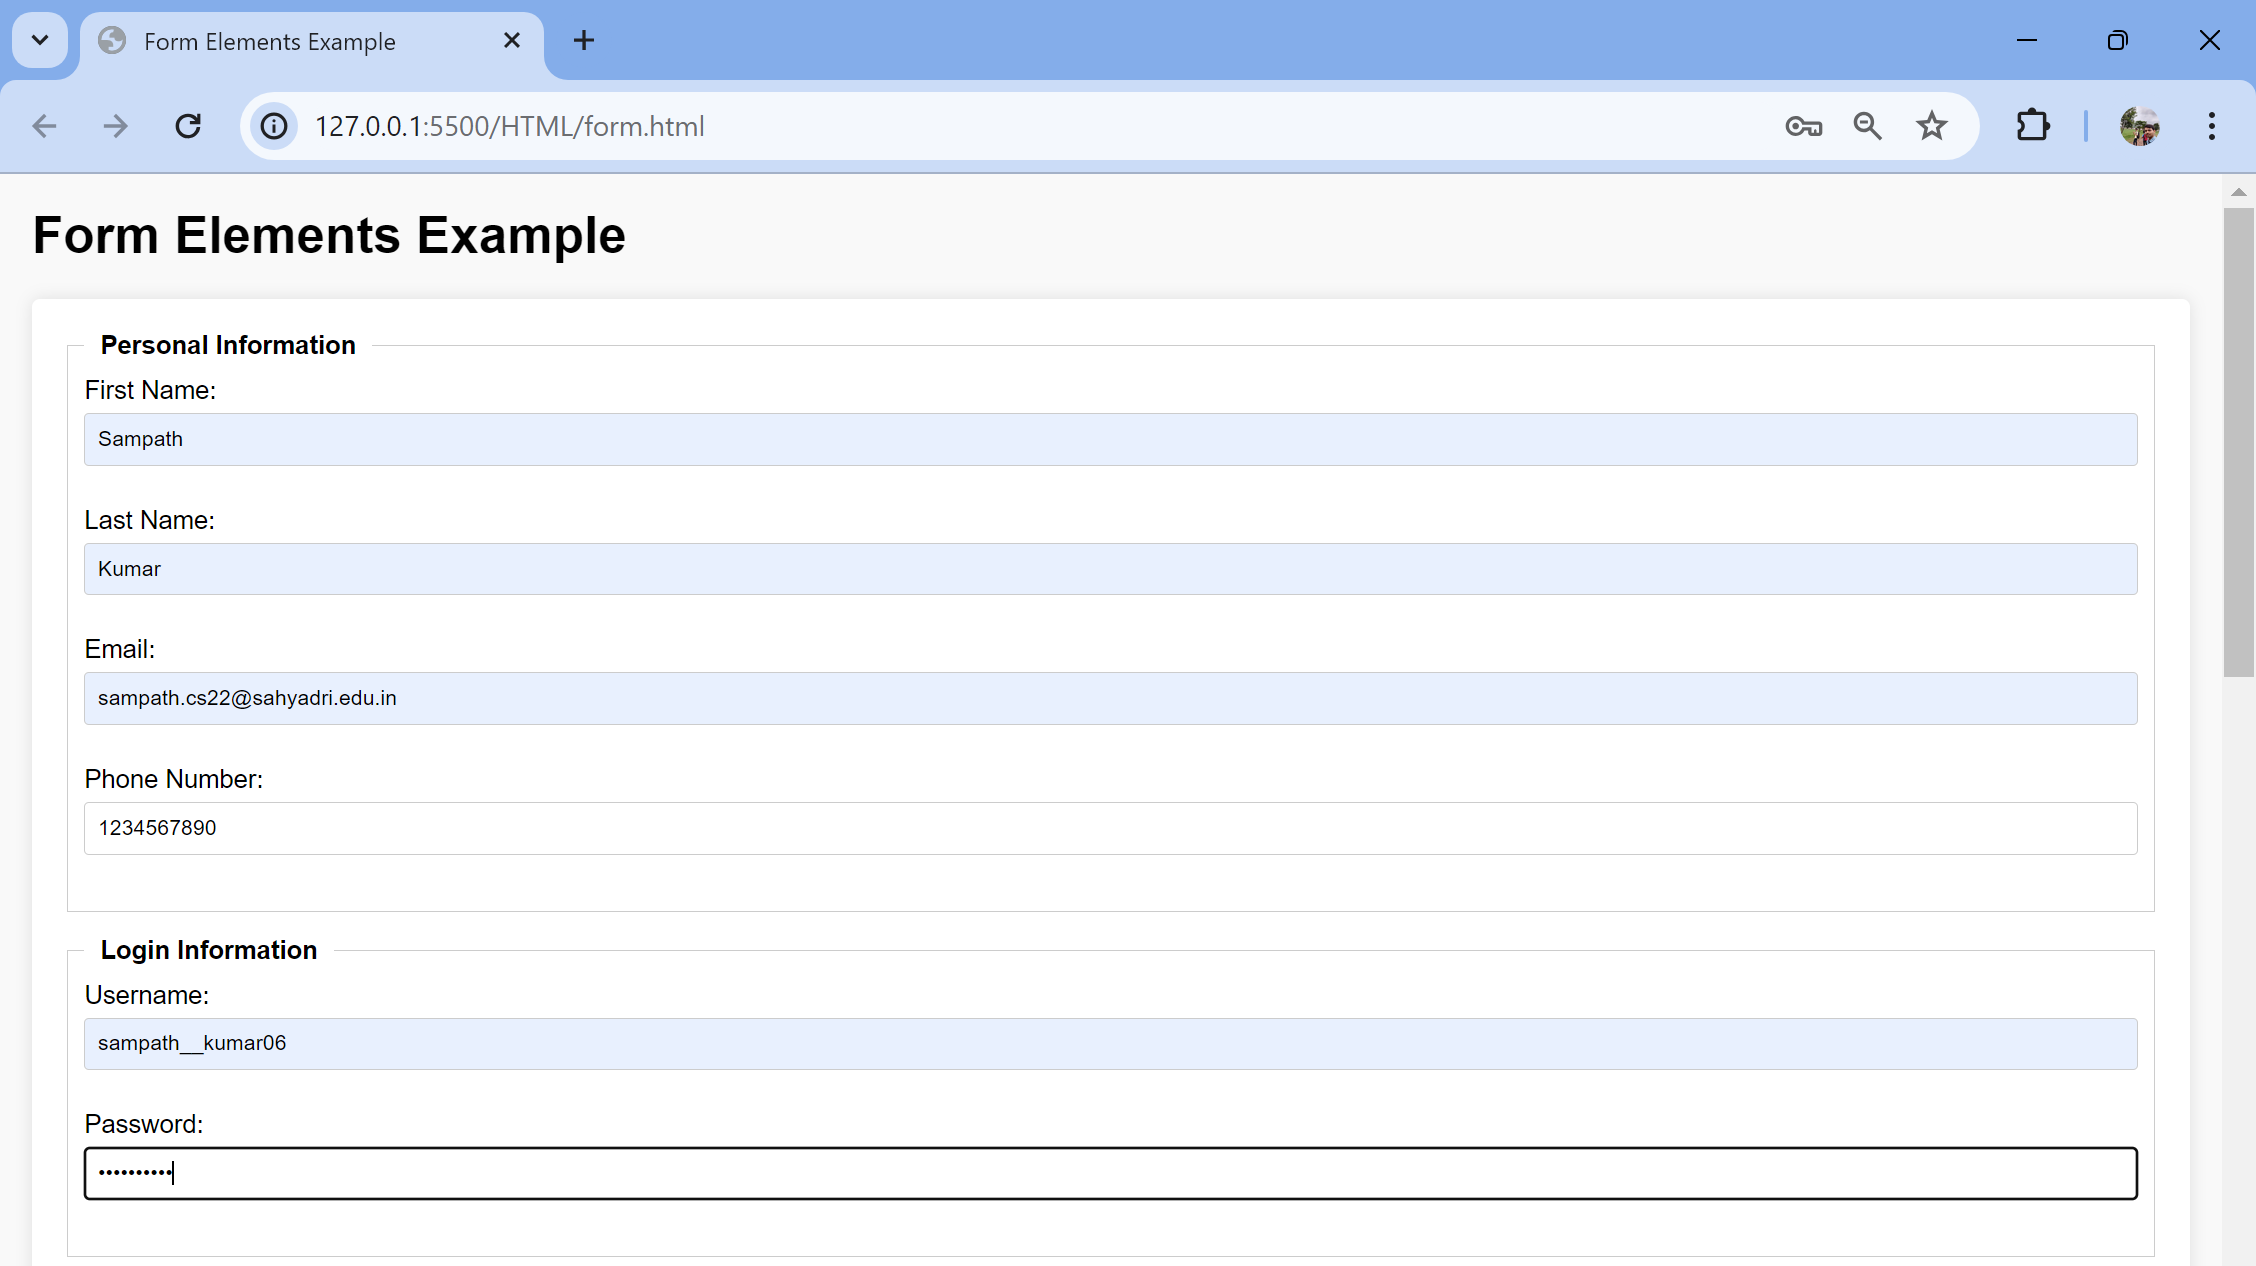 Form Elements Example
127.0.0.1:5500/HTML/form.html
Form Elements Example
Personal Information
First Name:
Sampath
Last Name:
Kumar
Email:
sampath.cs22@sahyadri.edu.in
Phone Number:
1234567890
Login Information
Username:
sampath__kumar06
Password:
••••••••••